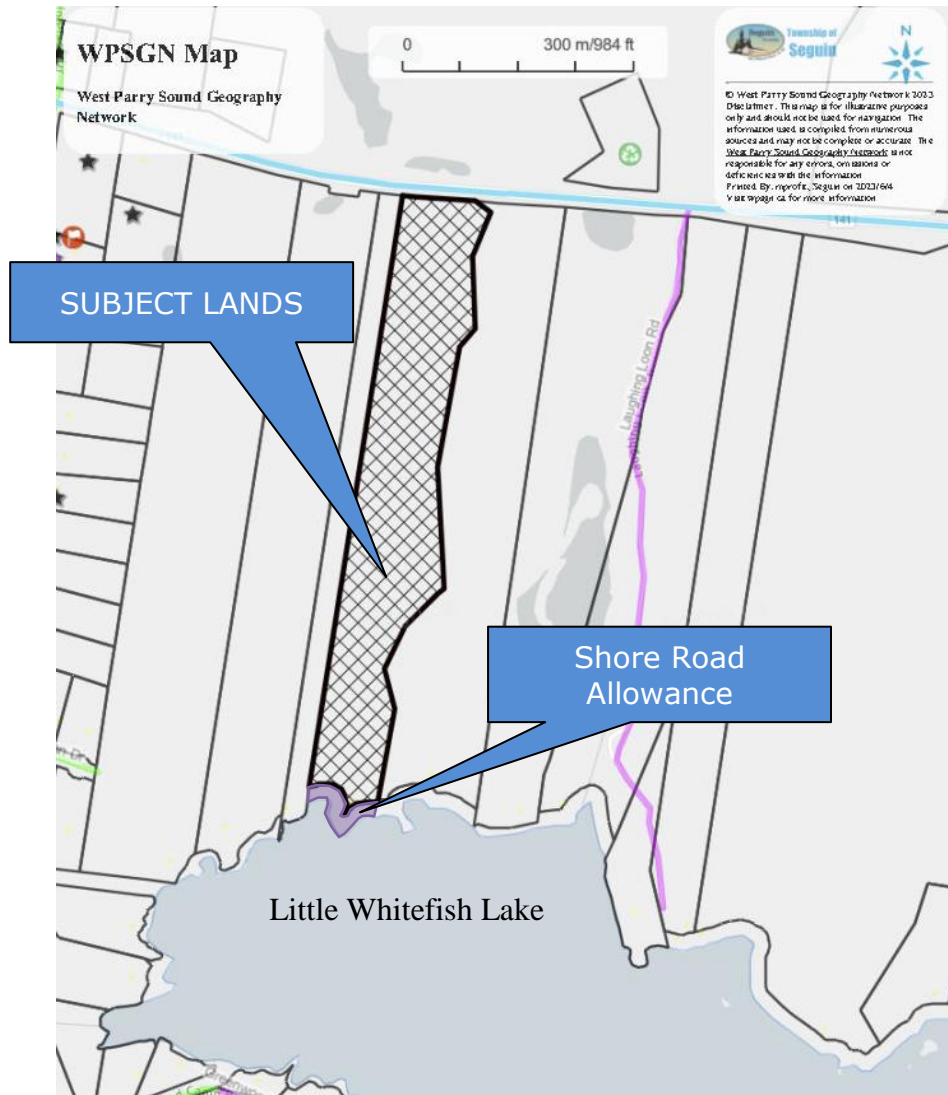 WPSGN Map
West Parry Sound Geography
Network
0 300 m/984 ft
Township of
Seguin
N
© West Parry Sound Geography Network 2023
Disclaimer. This map is for illustrative purposes
only and should not be used for navigation. The
information used is compiled from numerous
sources and may not be complete or accurate. The
West Parry Sound Geography Network is not
responsible for any errors, omissions or
deficiencies with the information
Printed By: mprofit, Seguin on 2023/6/4
Visit wpsgn.ca for more information
141
SUBJECT LANDS
Laughing Loon Rd
Shore Road
Allowance
Dr
Little Whitefish Lake